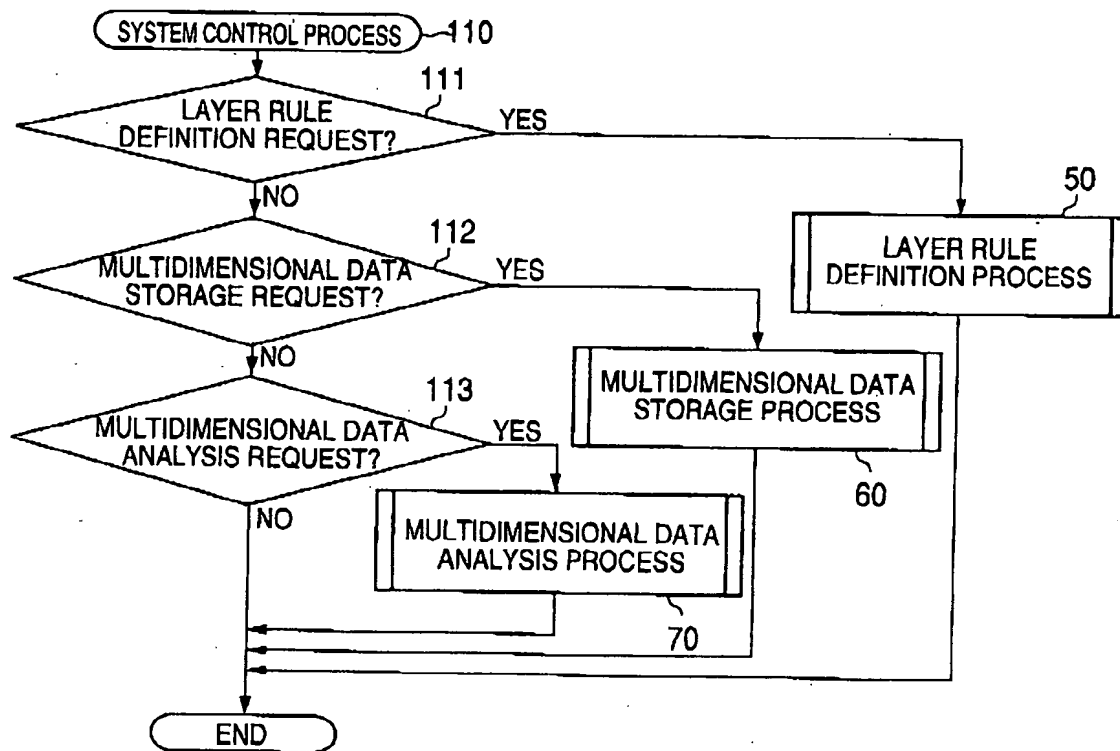 SYSTEM CONTROL PROCESS
110
111
LAYER RULE
DEFINITION REQUEST?
YES
NO
50
LAYER RULE
DEFINITION PROCESS
112
MULTIDIMENSIONAL DATA
STORAGE REQUEST?
YES
NO
MULTIDIMENSIONAL DATA
STORAGE PROCESS
60
113
MULTIDIMENSIONAL DATA
ANALYSIS REQUEST?
YES
NO
MULTIDIMENSIONAL DATA
ANALYSIS PROCESS
70
END